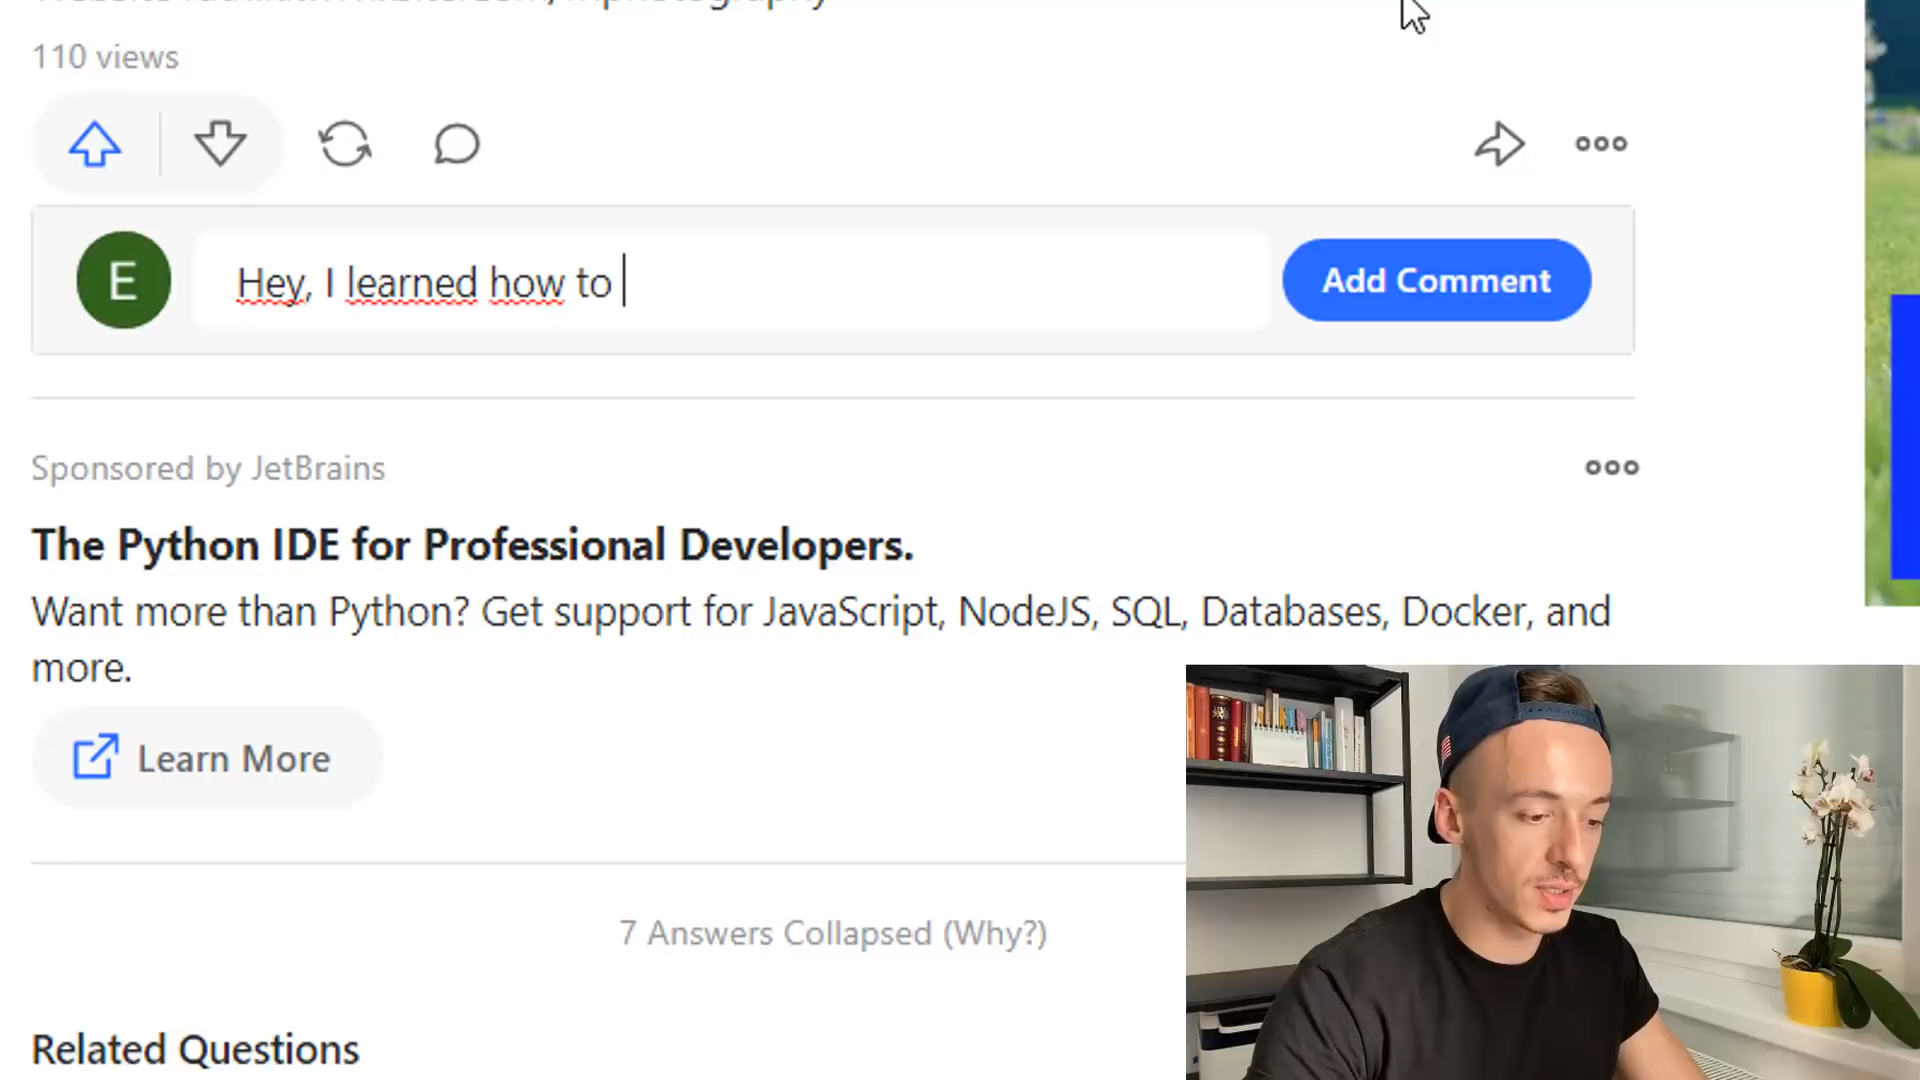 110 views
Hey, I learned how to
Add Comment
E
Sponsored by JetBrains
The Python IDE for Professional Developers.
Want more than Python? Get support for JavaScript, NodeJS, SQL, Databases, Docker, and
more.
Learn More
7 Answers Collapsed (Why?)
Related Questions